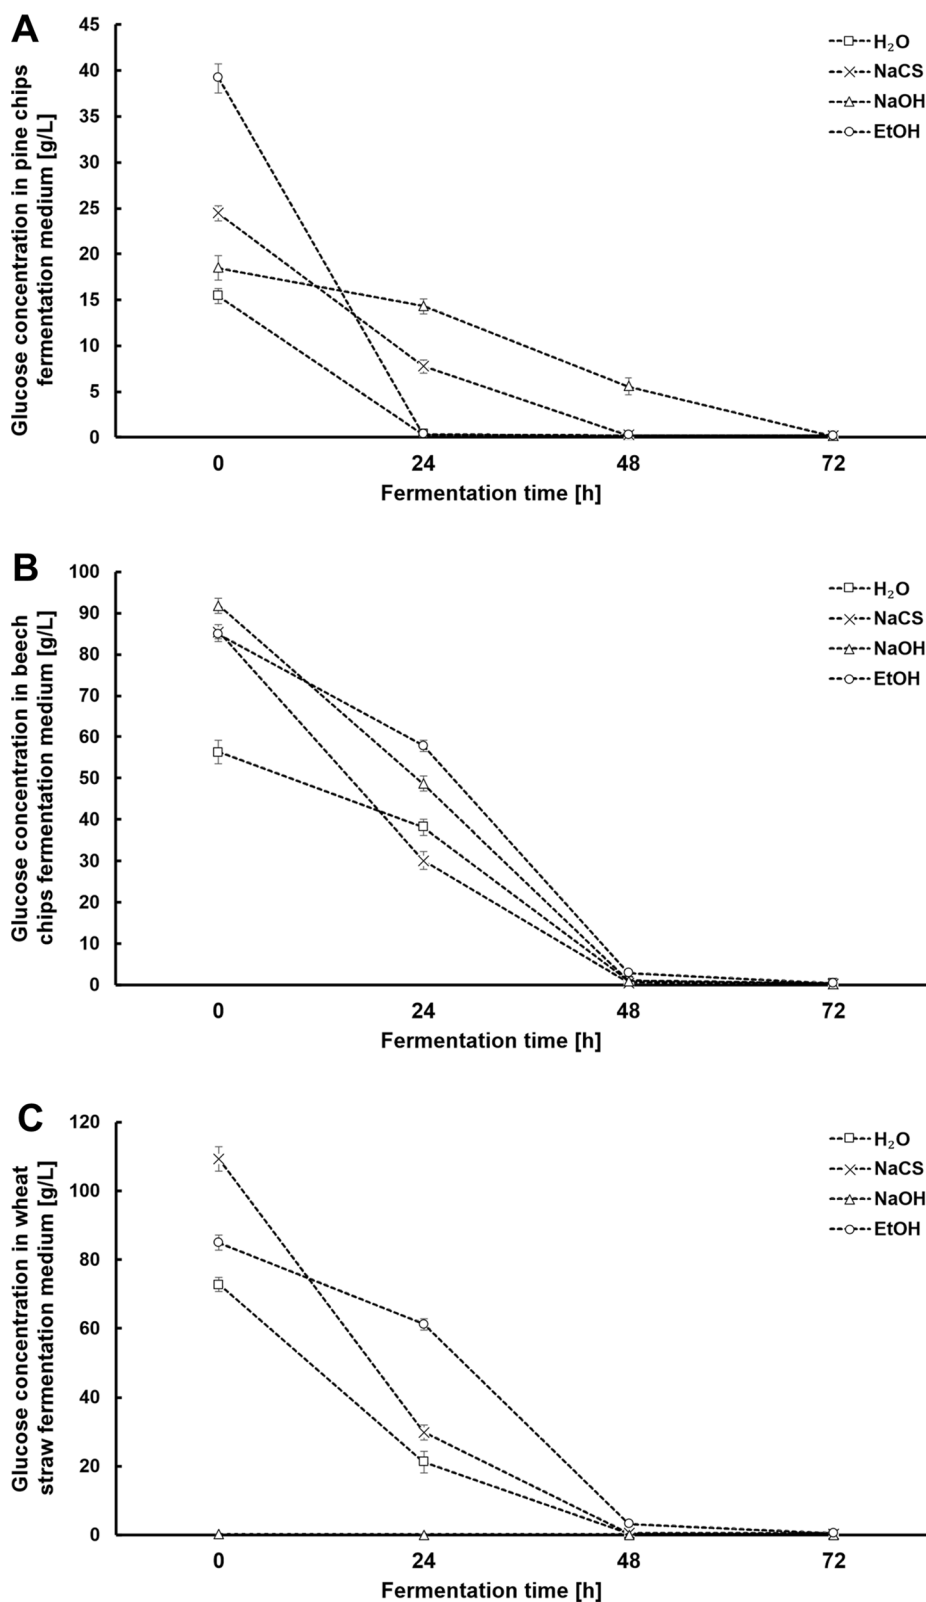 A
Glucose concentration in pine chips
fermentation medium [g/L]
45
40
35
30
25
20
15
10
5
0
0 24 48 72
Fermentation time [h]
H₂O
NaCS
NaOH
EtOH
B
Glucose concentration in beech
chips fermentation medium [g/L]
100
90
80
70
60
50
40
30
20
10
0
0 24 48 72
Fermentation time [h]
H₂O
NaCS
NaOH
EtOH
C
Glucose concentration in wheat
straw fermentation medium [g/L]
120
100
80
60
40
20
0
0 24 48 72
Fermentation time [h]
H₂O
NaCS
NaOH
EtOH